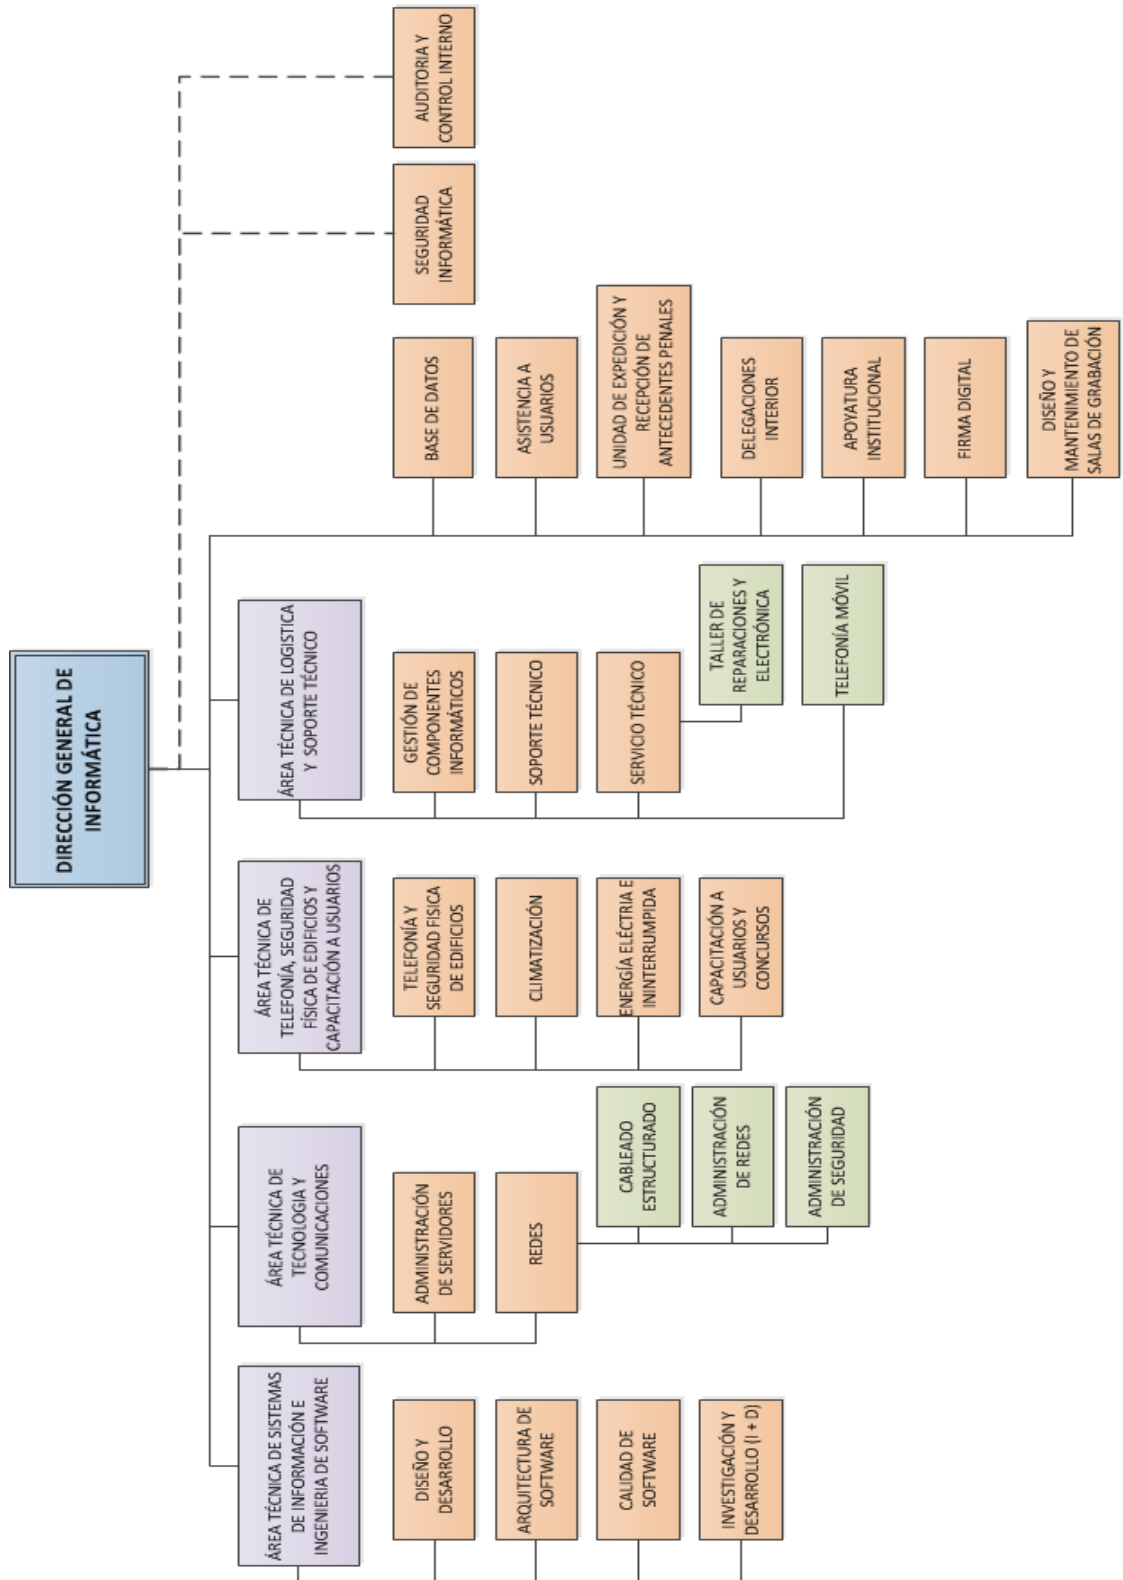 DIRECCIÓN GENERAL DE
INFORMÁTICA
ÁREA TÉCNICA DE SISTEMAS
DE INFORMACIÓN E
INGENIERIA DE SOFTWARE
DISEÑO Y
DESARROLLO
ARQUITECTURA DE
SOFTWARE
CALIDAD DE
SOFTWARE
INVESTIGACIÓN Y
DESARROLLO (I + D)
ÁREA TÉCNICA DE
TECNOLOGIA Y
COMUNICACIONES
ADMINISTRACIÓN
DE SERVIDORES
REDES
CABLEADO
ESTRUCTURADO
ADMINISTRACIÓN
DE REDES
ADMINISTRACIÓN
DE SEGURIDAD
ÁREA TÉCNICA DE
TELEFONÍA, SEGURIDAD
FÍSICA DE EDIFICIOS Y
CAPACITACIÓN A USUARIOS
TELEFONÍA Y
SEGURIDAD FISICA
DE EDIFICIOS
CLIMATIZACIÓN
ENERGÍA ELÉCTRIA E
ININTERRUMPIDA
CAPACITACIÓN A
USUARIOS Y
CONCURSOS
ÁREA TÉCNICA DE LOGISTICA
Y SOPORTE TÉCNICO
GESTIÓN DE
COMPONENTES
INFORMÁTICOS
SOPORTE TÉCNICO
SERVICIO TÉCNICO
TALLER DE
REPARACIONES Y
ELECTRÓNICA
TELEFONÍA MÓVIL
BASE DE DATOS
ASISTENCIA A
USUARIOS
UNIDAD DE EXPEDICIÓN Y
RECEPCIÓN DE
ANTECEDENTES PENALES
DELEGACIONES
INTERIOR
APOYATURA
INSTITUCIONAL
FIRMA DIGITAL
DISEÑO Y
MANTENIMIENTO DE
SALAS DE GRABACIÓN
SEGURIDAD
INFORMÁTICA
AUDITORIA Y
CONTROL INTERNO